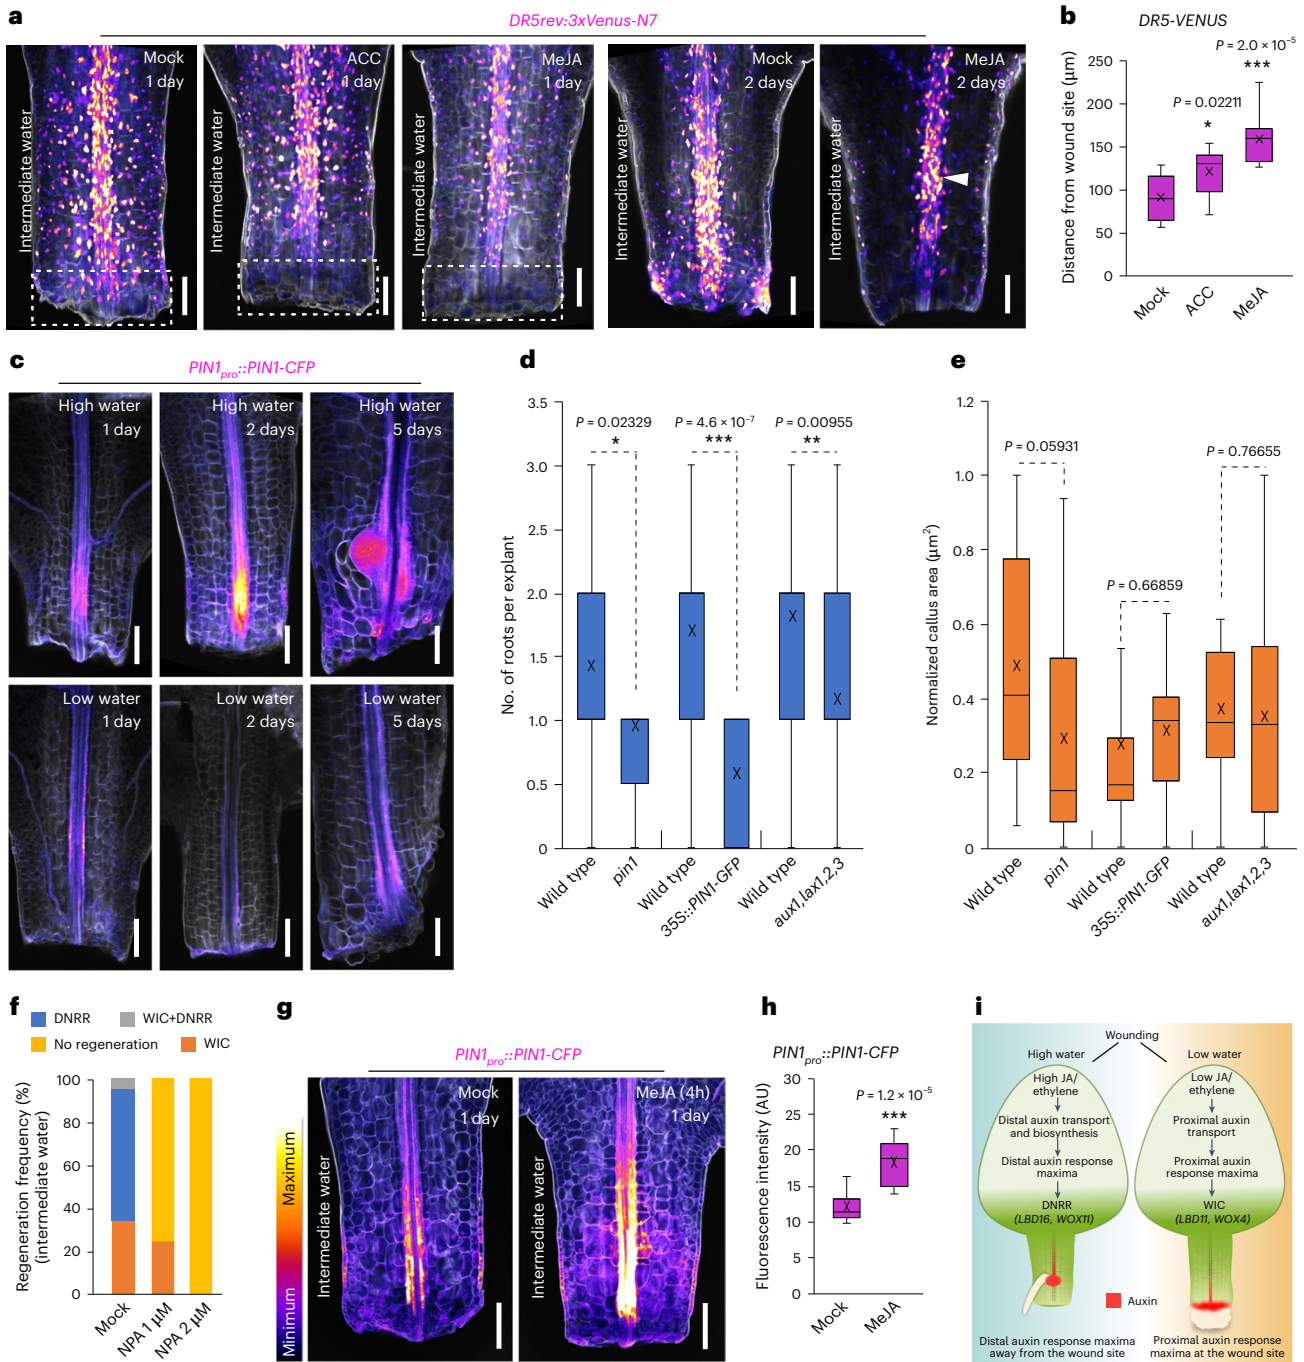 a
DR5rev:3xVenus-N7
Mock
1 day
Intermediate water
ACC
1 day
Intermediate water
MeJA
1 day
Intermediate water
Mock
2 days
Intermediate water
MeJA
2 days
Intermediate water
b
DR5-VENUS
P = 2.0 × 10⁻⁵
***
P = 0.02211
*
Distance from wound site (µm)
250
200
150
100
50
0
Mock
ACC
MeJA
c
PIN1pro::PIN1-CFP
High water
1 day
High water
2 days
High water
5 days
Low water
1 day
Low water
2 days
Low water
5 days
d
No. of roots per explant
3.5
3.0
2.5
2.0
1.5
1.0
0.5
0
P = 0.02329
*
P = 4.6 × 10⁻⁷
***
P = 0.00955
**
Wild type
pin1
Wild type
35S::PIN1-GFP
Wild type
aux1,lax1,2,3
e
Normalized callus area (µm²)
1.2
1.0
0.8
0.6
0.4
0.2
0
P = 0.05931
P = 0.66859
P = 0.76655
Wild type
pin1
Wild type
35S::PIN1-GFP
Wild type
aux1,lax1,2,3
f
DNRR
WIC+DNRR
No regeneration
WIC
Regeneration frequency (%)
(intermediate water)
100
80
60
40
20
0
Mock
NPA 1 µM
NPA 2 µM
g
PIN1pro::PIN1-CFP
Maximum
Minimum
Mock
1 day
Intermediate water
MeJA (4h)
1 day
Intermediate water
h
PIN1pro::PIN1-CFP
P = 1.2 × 10⁻⁵
***
Fluorescence intensity (AU)
30
25
20
15
10
5
0
Mock
MeJA
i
Wounding
High water
Low water
High JA/
ethylene
Distal auxin transport
and biosynthesis
Distal auxin response
maxima
DNRR
(LBD16, WOX11)
Low JA/
ethylene
Proximal auxin
transport
Proximal auxin
response maxima
WIC
(LBD11, WOX4)
Auxin
Distal auxin response maxima
away from the wound site
Proximal auxin response
maxima at the wound site